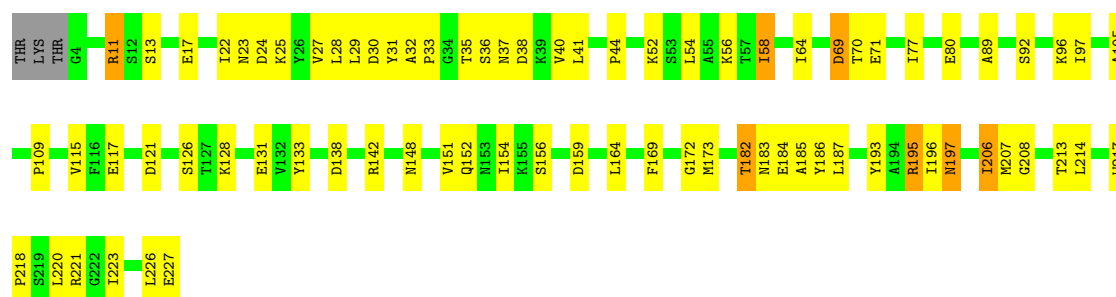 THR LYS THR G4 R11 S12 S13 E17 I22 N23 D24 K25 Y26 V27 L28 L29 D30 Y31 A32 P33 G34 T35 S36 N37 D38 K39 V40 L41 P44 K52 S53 L54 A55 K56 T57 I58 I64 D69 T70 E71 I77 E80 A89 S92 K96 I97
P109 V115 F116 E117 D121 S126 T127 K128 E131 V132 Y133 D138 R142 N148 V151 Q152 N153 I154 K155 S156 D159 L164 F169 G172 M173 T182 N183 E184 A185 Y186 L187 Y193 A194 R195 I196 N197 I206 M207 G208 T213 L214
P218 S219 L220 R221 G222 I223 L226 E227